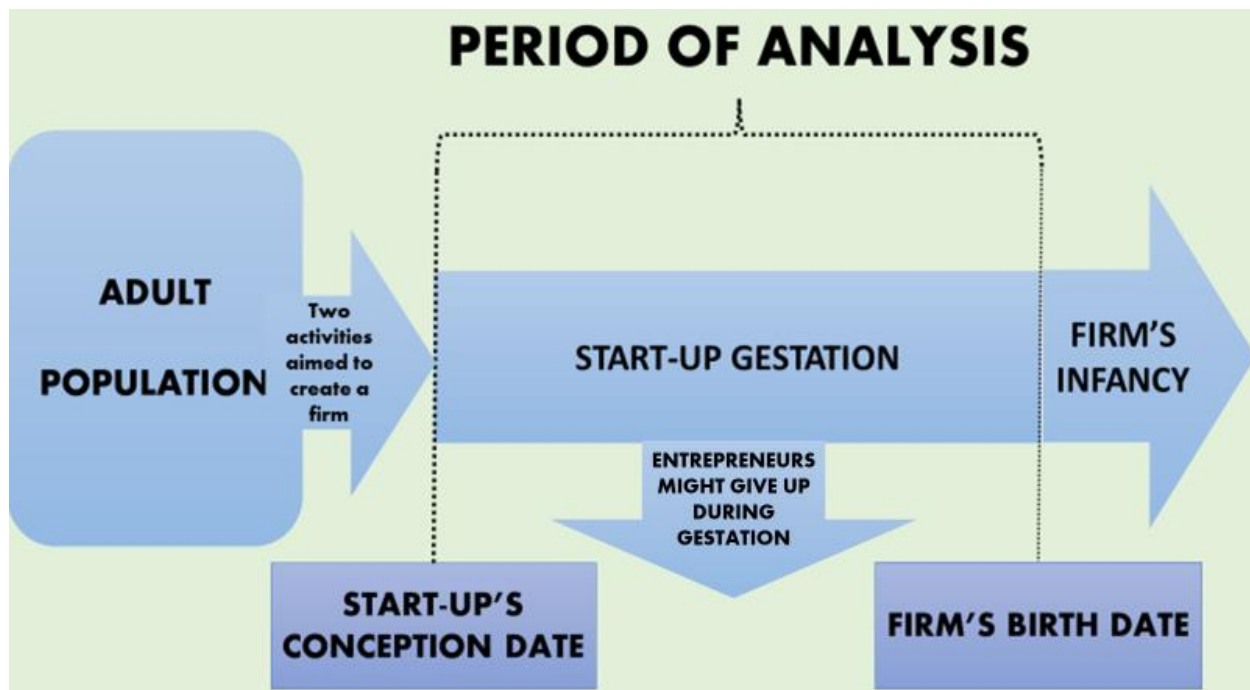 PERIOD OF ANALYSIS
ADULT
POPULATION
Two
activities
aimed to
create a
firm
START-UP GESTATION
FIRM'S
INFANCY
ENTREPRENEURS
MIGHT GIVE UP
DURING
GESTATION
START-UP'S
CONCEPTION DATE
FIRM'S BIRTH DATE